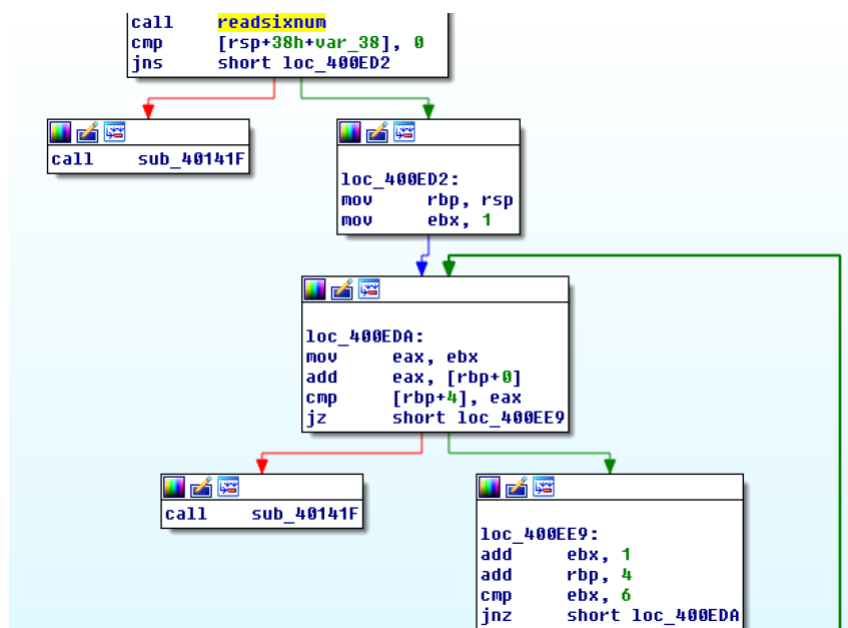 call readsixnum
cmp [rsp+38h+var_38], 0
jns short loc_400ED2
call sub_40141F
loc_400ED2:
mov rbp, rsp
mov ebx, 1
loc_400EDA:
mov eax, ebx
add eax, [rbp+0]
cmp [rbp+4], eax
jz short loc_400EE9
call sub_40141F
loc_400EE9:
add ebx, 1
add rbp, 4
cmp ebx, 6
jnz short loc_400EDA